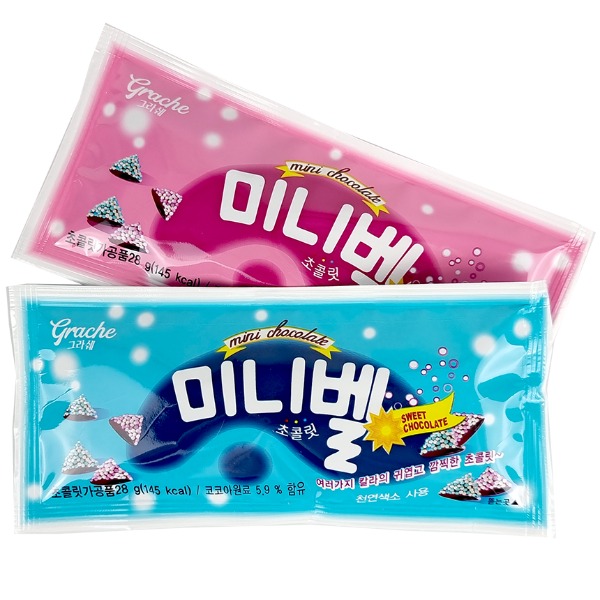 Grache
그라쉐
mini chocolate
미니벨
초콜릿
초콜릿가공품28 g(145 kcal) /
Grache
그라쉐
mini chocolate
미니벨
초콜릿
SWEET
CHOCOLATE
여러가지 칼라의 귀엽고 깜찍한 초콜릿~
초콜릿가공품28 g(145 kcal) / 코코아원료 5,9 % 함유
천연색소 사용
뜯는곳▲